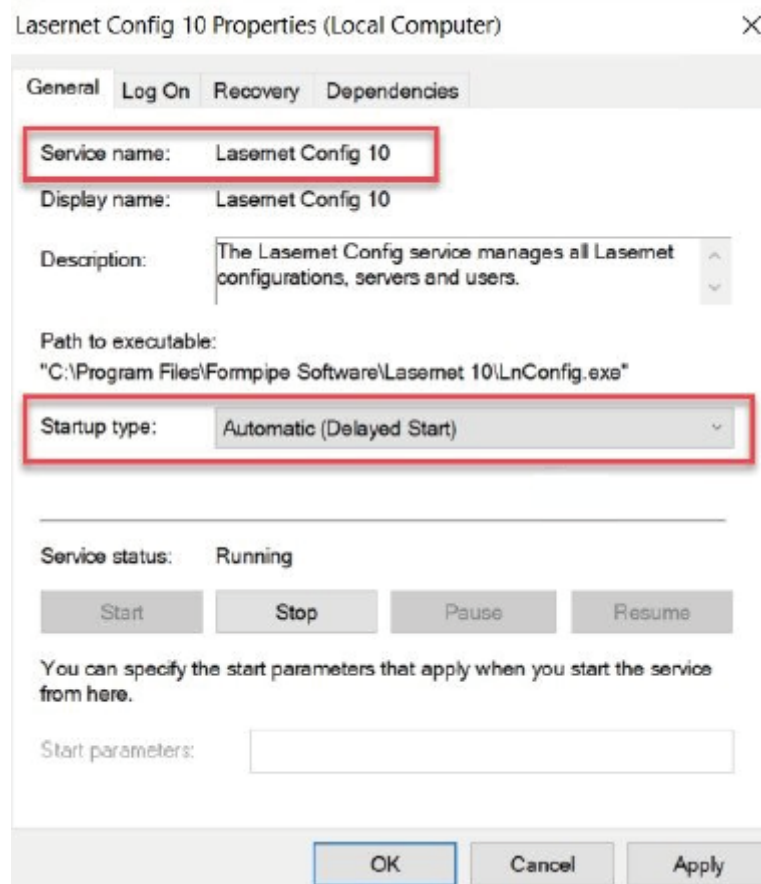 Lasernet Config 10 Properties (Local Computer)
General Log On Recovery Dependencies
Service name: Lasernet Config 10
Display name: Lasernet Config 10
Description: The Lasernet Config service manages all Lasernet
configurations, servers and users.
Path to executable:
"C:\Program Files\Formpipe Software\Lasernet 10\LnConfig.exe"
Startup type: Automatic (Delayed Start)
Service status: Running
Start Stop Pause Resume
You can specify the start parameters that apply when you start the service
from here.
Start parameters:
OK Cancel Apply